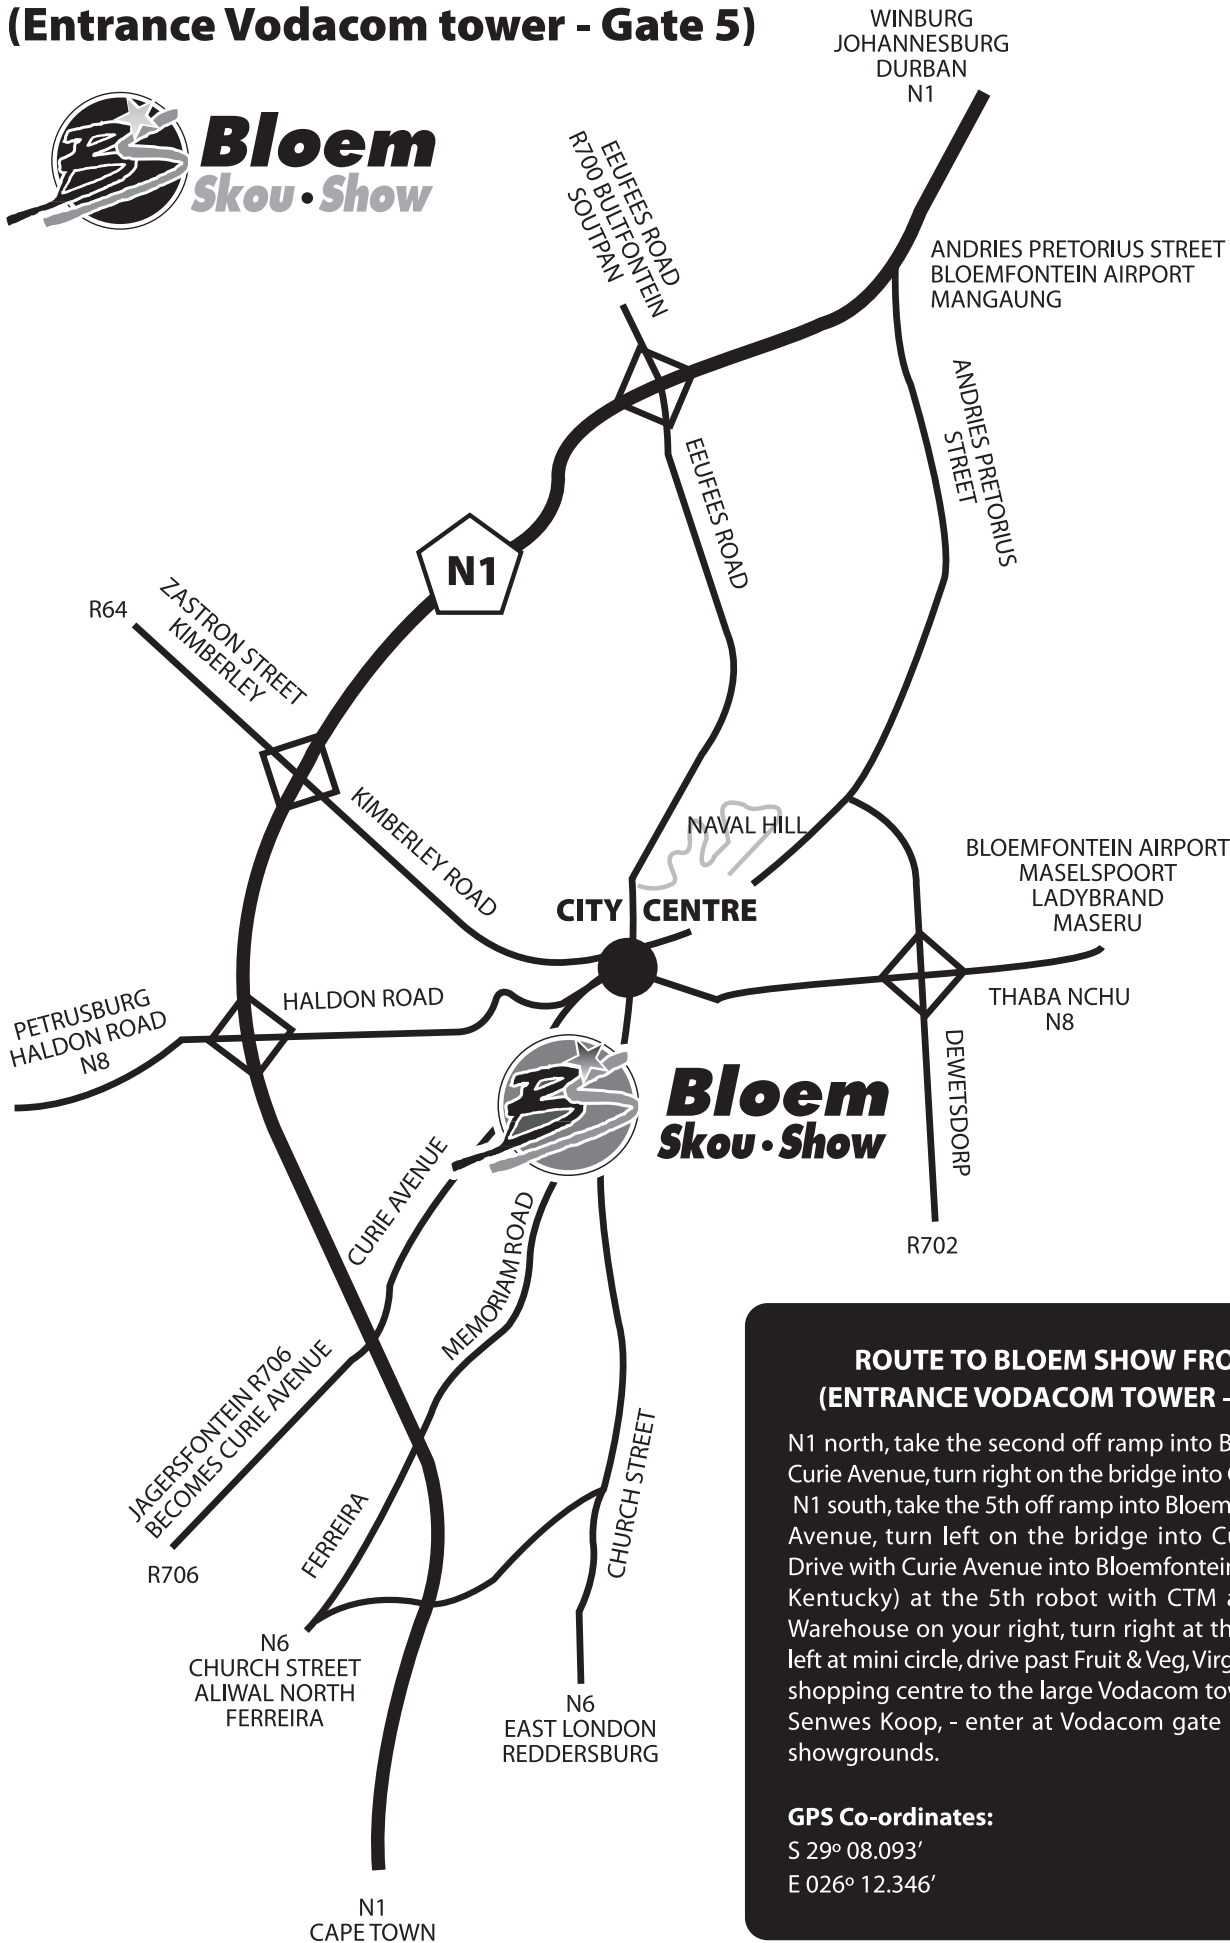 (Entrance Vodacom tower - Gate 5)
WINBURG
JOHANNESBURG
DURBAN
N1
BS
Bloem
Skou • Show
EEUFEES ROAD
R700 BULTFONTEIN
SOUTPAN
ANDRIES PRETORIUS STREET
BLOEMFONTEIN AIRPORT
MANGAUNG
ANDRIES PRETORIUS
STREET
EEUFEES ROAD
N1
R64
ZASTRON STREET
KIMBERLEY
KIMBERLEY ROAD
NAVAL HILL
CITY CENTRE
BLOEMFONTEIN AIRPORT
MASELSPOORT
LADYBRAND
MASERU
THABA NCHU
N8
PETRUSBURG
HALDON ROAD
N8
HALDON ROAD
BS
Bloem
Skou • Show
DEWETSDORP
R702
CURIE AVENUE
MEMORIAM ROAD
JAGERSFONTEIN R706
BECOMES CURIE AVENUE
R706
FERREIRA
CHURCH STREET
N6
CHURCH STREET
ALIWAL NORTH
FERREIRA
N6
EAST LONDON
REDDERSBURG
N1
CAPE TOWN
ROUTE TO BLOEM SHOW
(ENTRANCE VODACOM TOWER -
N1 north, take the second off ramp into
Curie Avenue, turn right on the bridge into
N1 south, take the 5th off ramp into
Avenue, turn left on the bridge into
Drive with Curie Avenue into Bloemfontein
Kentucky) at the 5th robot with CTM
Warehouse on your right, turn right at
left at mini circle, drive past Fruit & Veg,
shopping centre to the large Vodacom
Senwes Koop, - enter at Vodacom gate
showgrounds.
GPS Co-ordinates:
S 29º 08.093’
E 026º 12.346’